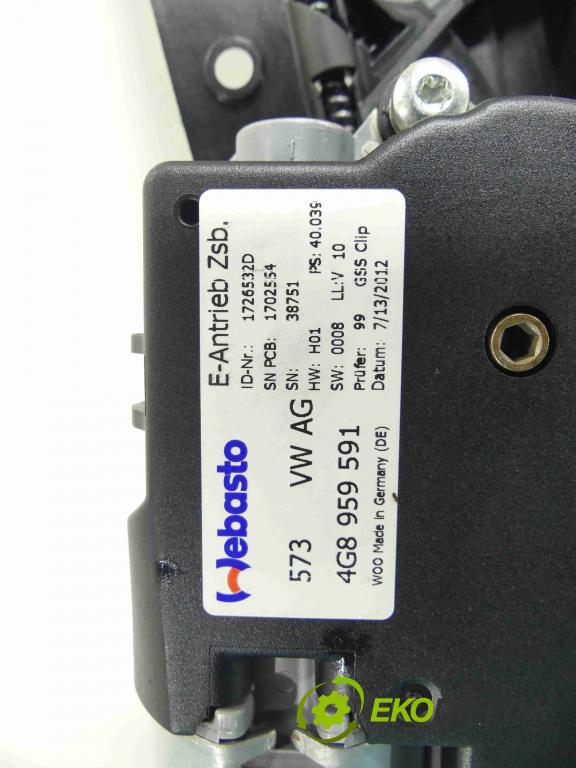 Webasto
E-Antrieb Zsb.
573 VW AG
4G8 959 591
WOO Made in Germany (DE)
ID-Nr.: 1726532D
SN PCB: 1702554
SN: 38751 PS: 40.039
HW: H01
SW: 0008 LL:V 10
Prüfer: 99 GSS Clip
Datum: 7/13/2012
EKO